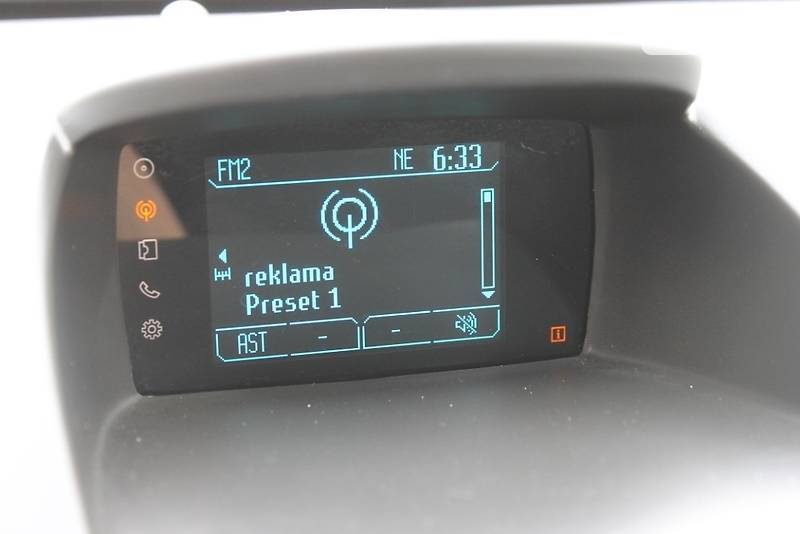 FM2 NE 6:33
reklama
Preset 1
AST - -
i